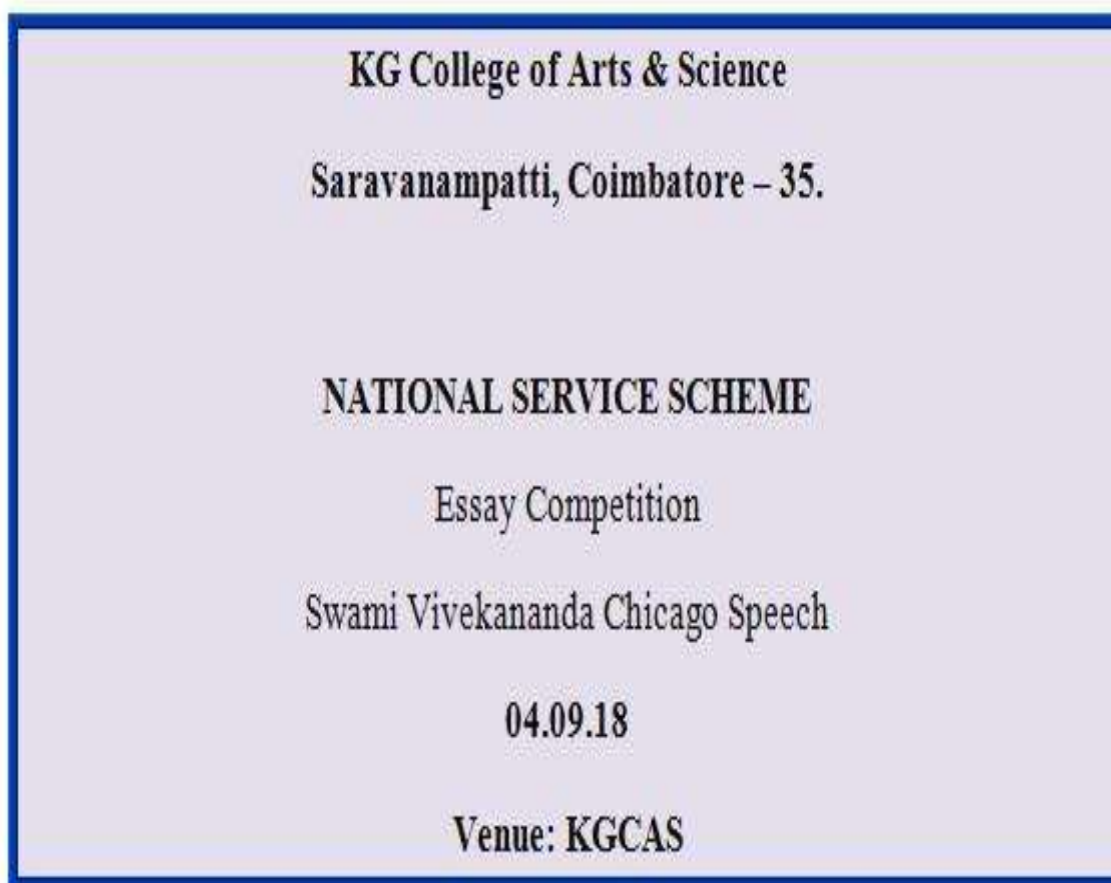 KG College of Arts & Science
Saravanampatti, Coimbatore – 35.
NATIONAL SERVICE SCHEME
Essay Competition
Swami Vivekananda Chicago Speech
04.09.18
Venue: KGCAS